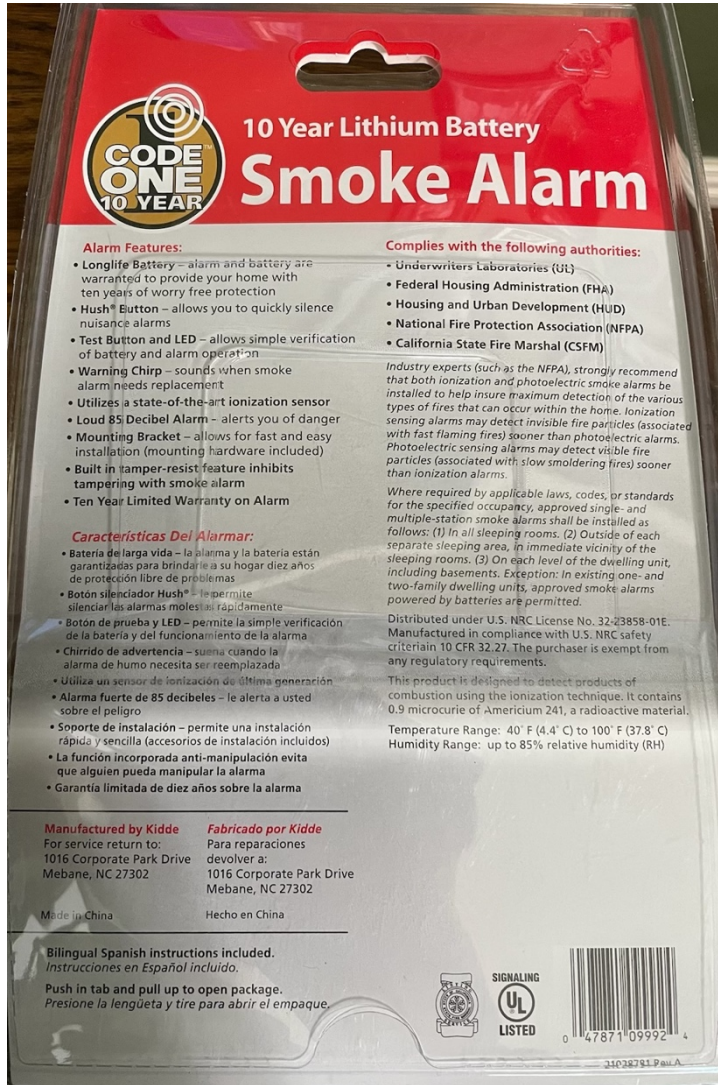 10 Year Lithium Battery
Smoke Alarm
1
CODE
ONE™
10 YEAR
Alarm Features:
• Longlife Battery – alarm and battery are
warranted to provide your home with
ten years of worry free protection
• Hush® Button – allows you to quickly silence
nuisance alarms
• Test Button and LED – allows simple verification
of battery and alarm operation
• Warning Chirp – sounds when smoke
alarm needs replacement
• Utilizes a state-of-the-art ionization sensor
• Loud 85 Decibel Alarm – alerts you of danger
• Mounting Bracket – allows for fast and easy
installation (mounting hardware included)
• Built in tamper-resist feature inhibits
tampering with smoke alarm
• Ten Year Limited Warranty on Alarm
Características Del Alarmar:
• Batería de larga vida – la alarma y la bateria están
garantizadas para brindarle a su hogar diez años
de protección libre de problemas
• Botón silenciador Hush® – le permite
silenciar las alarmas molestas rápidamente
• Botón de prueba y LED – permite la simple verificación
de la batería y del funcionamiento de la alarma
• Chirrido de advertencia – suena cuando la
alarma de humo necesita ser reemplazada
• Utiliza un sensor de ionización de última generación
• Alarma fuerte de 85 decibeles – le alerta a usted
sobre el peligro
• Soporte de instalación – permite una instalación
rápida y sencilla (accesorios de instalación incluidos)
• La función incorporada anti-manipulación evita
que alguien pueda manipular la alarma
• Garantía limitada de diez años sobre la alarma
Complies with the following authorities:
• Underwriters Laboratories (UL)
• Federal Housing Administration (FHA)
• Housing and Urban Development (HUD)
• National Fire Protection Association (NFPA)
• California State Fire Marshal (CSFM)
Industry experts (such as the NFPA), strongly recommend
that both ionization and photoelectric smoke alarms be
installed to help insure maximum detection of the various
types of fires that can occur within the home. Ionization
sensing alarms may detect invisible fire particles (associated
with fast flaming fires) sooner than photoelectric alarms.
Photoelectric sensing alarms may detect visible fire
particles (associated with slow smoldering fires) sooner
than ionization alarms.
Where required by applicable laws, codes, or standards
for the specified occupancy, approved single- and
multiple-station smoke alarms shall be installed as
follows: (1) In all sleeping rooms. (2) Outside of each
separate sleeping area, in immediate vicinity of the
sleeping rooms. (3) On each level of the dwelling unit,
including basements. Exception: In existing one- and
two-family dwelling units, approved smoke alarms
powered by batteries are permitted.
Distributed under U.S. NRC License No. 32-23858-01E.
Manufactured in compliance with U.S. NRC safety
criteriain 10 CFR 32.27. The purchaser is exempt from
any regulatory requirements.
This product is designed to detect products of
combustion using the ionization technique. It contains
0.9 microcurie of Americium 241, a radioactive material.
Temperature Range: 40˚ F (4.4˚ C) to 100˚ F (37.8˚ C)
Humidity Range: up to 85% relative humidity (RH)
Manufactured by Kidde
For service return to:
1016 Corporate Park Drive
Mebane, NC 27302
Made in China
Fabricado por Kidde
Para reparaciones
devolver a:
1016 Corporate Park Drive
Mebane, NC 27302
Hecho en China
Bilingual Spanish instructions included.
Instrucciones en Español incluido.
Push in tab and pull up to open package.
Presione la lengüeta y tire para abrir el empaque.
SIGNALING
UL
LISTED
0 47871 09992 4
21028781 Rev A